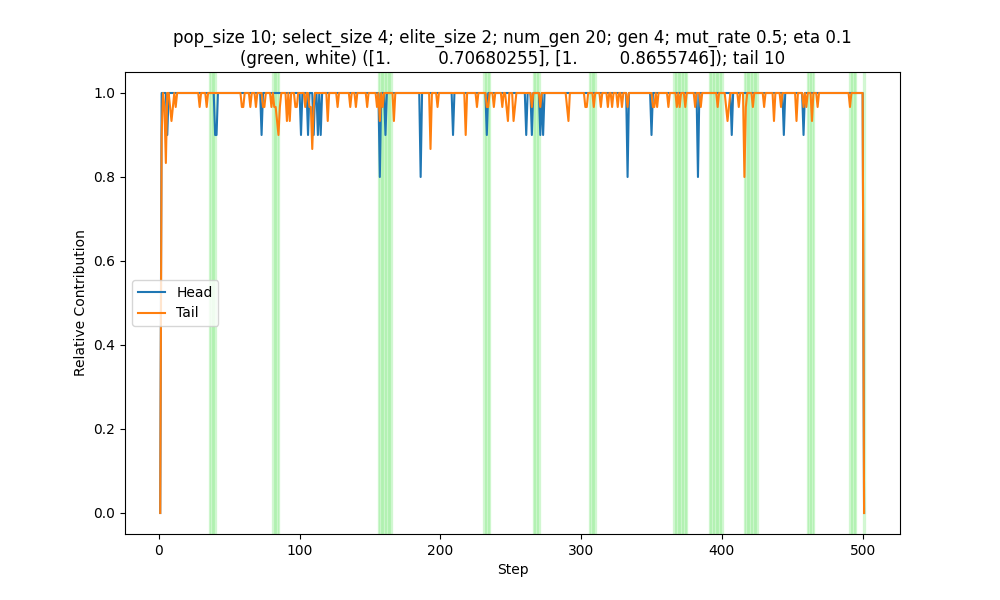 pop_size 10; select_size 4; elite_size 2; num_gen 20; gen 4; mut_rate 0.5; eta 0.1
(green, white) ([1.          0.70680255], [1.         0.8655746]); tail 10
1.0
0.8
0.6
0.4
0.2
0.0
Relative Contribution
Head
Tail
0
100
200
300
400
500
Step